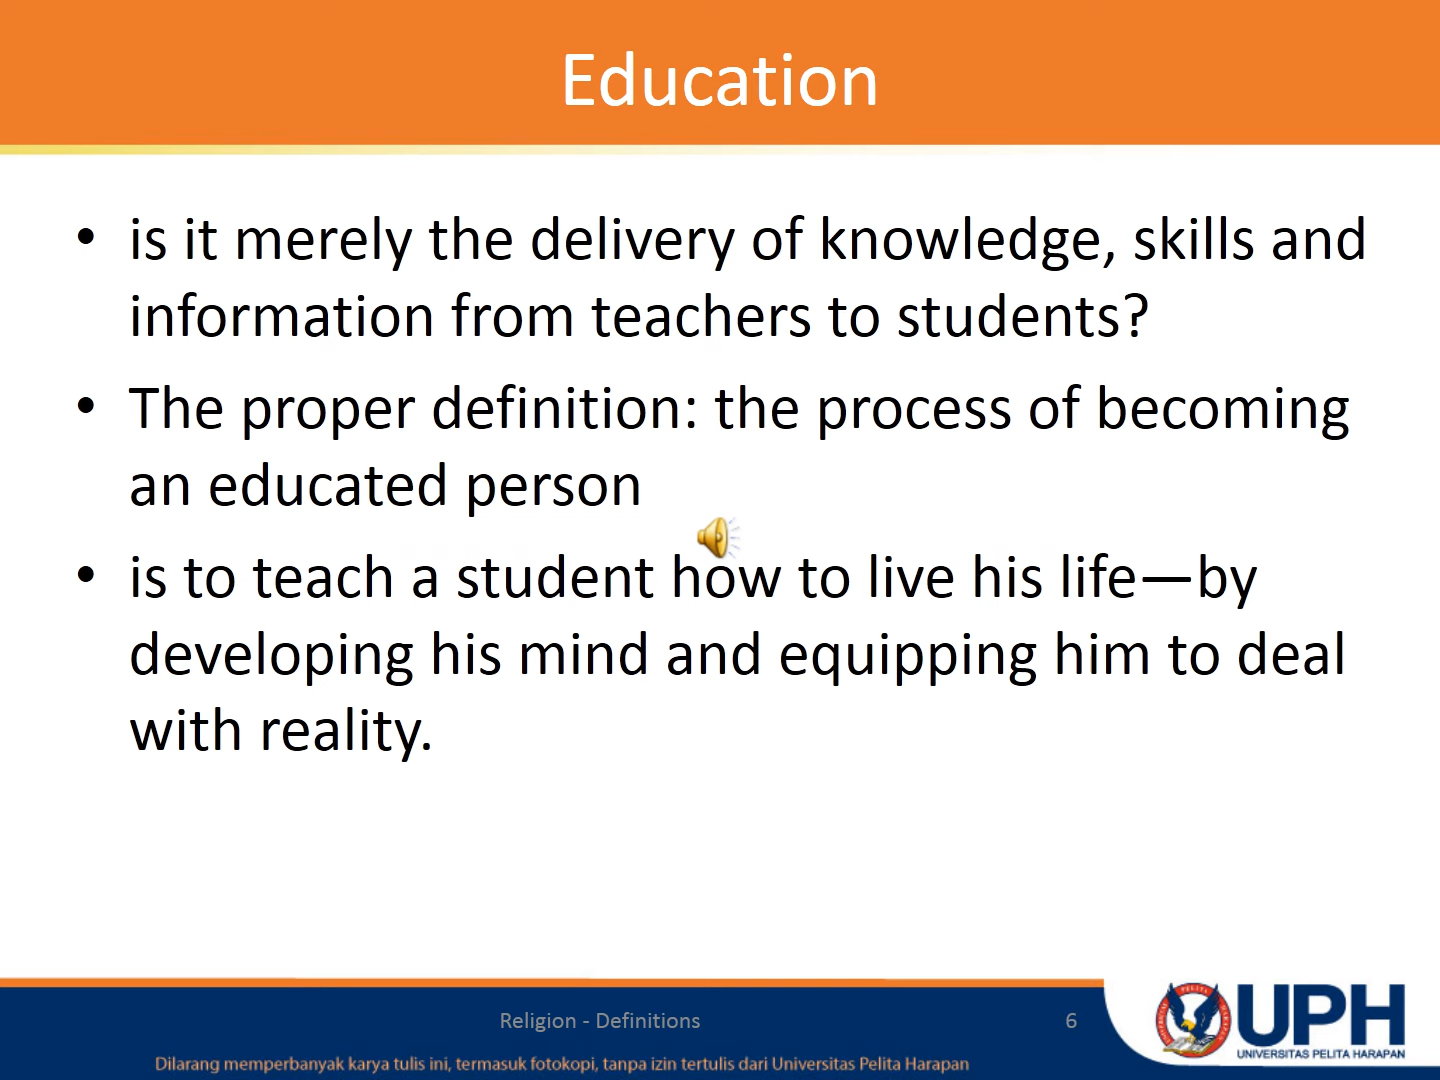 Education
• is it merely the delivery of knowledge, skills and
information from teachers to students?
• The proper definition: the process of becoming
an educated person
• is to teach a student how to live his life—by
developing his mind and equipping him to deal
with reality.
Religion - Definitions
6
UPH
UNIVERSITAS PELITA HARAPAN
Dilarang memperbanyak karya tulis ini, termasuk fotokopi, tanpa izin tertulis dari Universitas Pelita Harapan